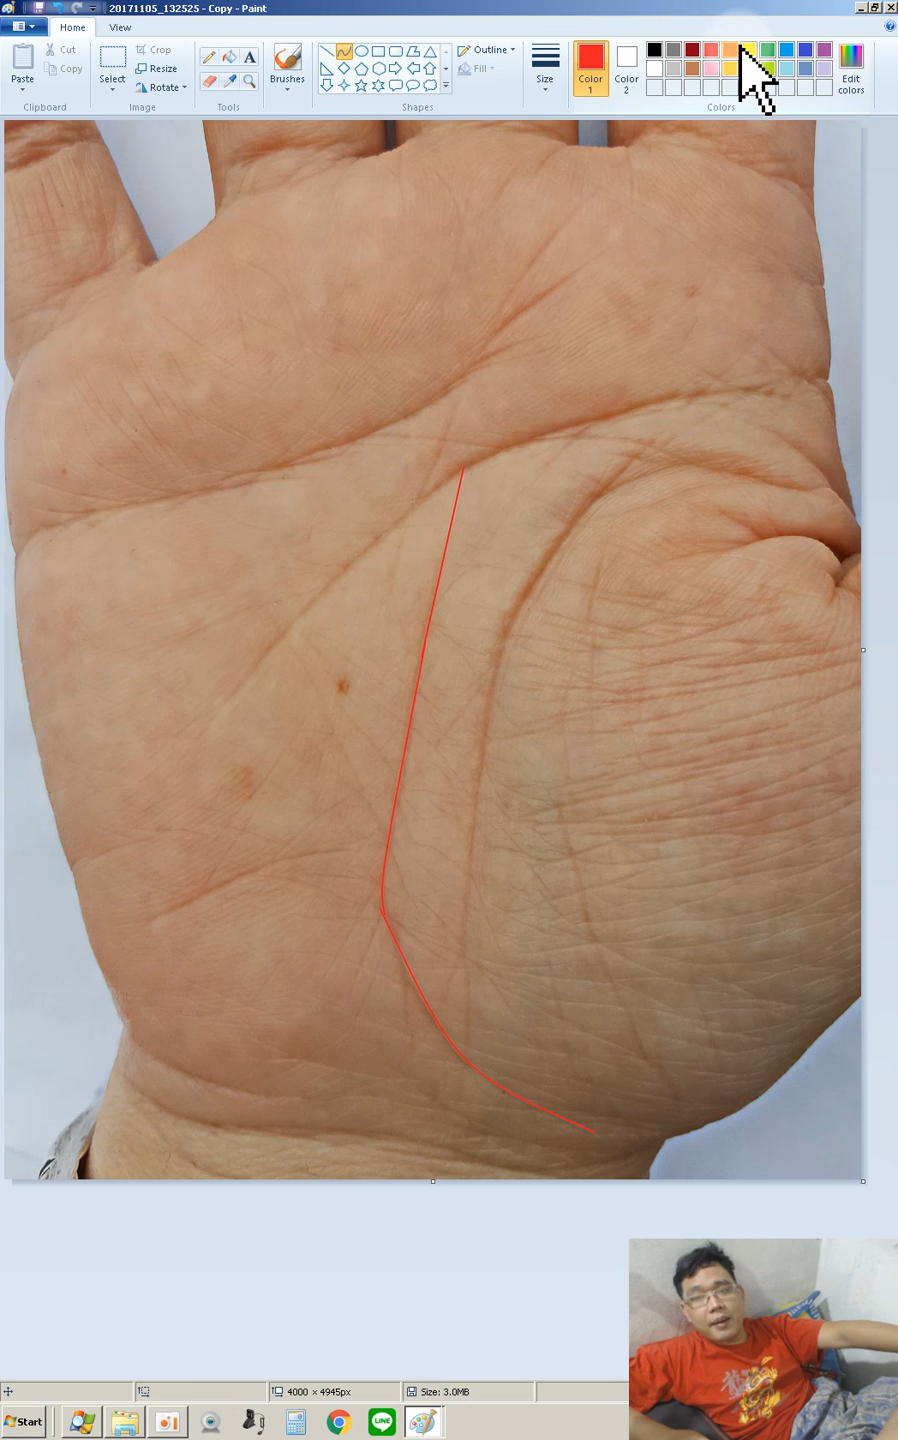 20171105_132525 - Copy - Paint
Home View
Paste
Cut
Copy
Clipboard
Select
Crop
Resize
Rotate
Image
A
Tools
Brushes
Outline
Fill
Shapes
Size
Color 1
Color 2
Edit colors
Colors
4000 × 4945px
Size: 3.0MB
Start
LINE